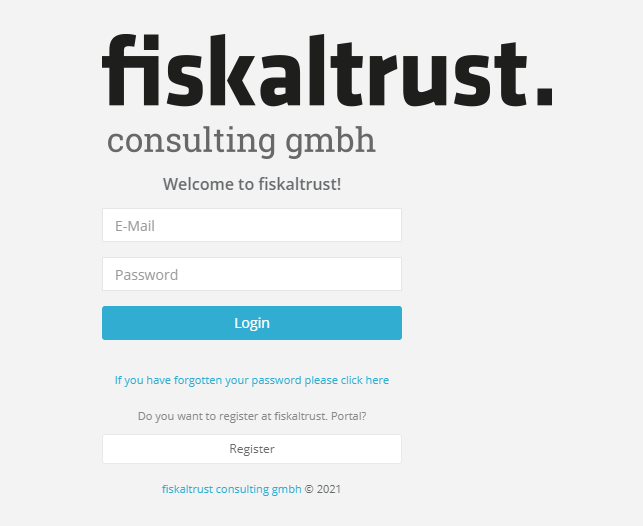 fiskaltrust.
consulting gmbh
Welcome to fiskaltrust!
E-Mail
Password
Login
If you have forgotten your password please click here
Do you want to register at fiskaltrust. Portal?
Register
fiskaltrust consulting gmbh © 2021